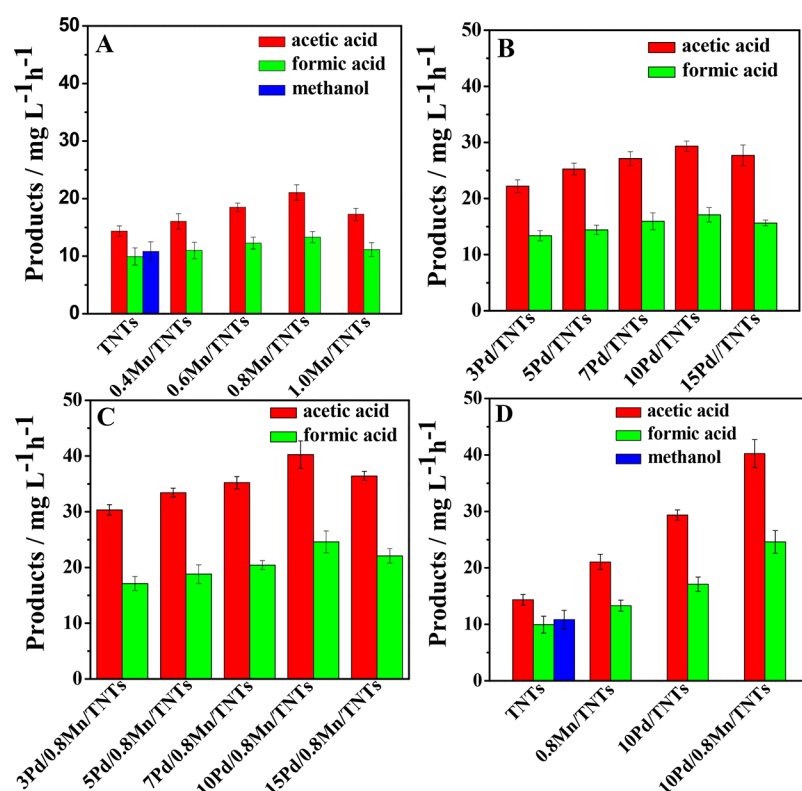 A
acetic acid
formic acid
methanol
Products / mg L⁻¹h⁻¹
50
40
30
20
10
0
TNTs
0.4Mn/TNTs
0.6Mn/TNTs
0.8Mn/TNTs
1.0Mn/TNTs
B
acetic acid
formic acid
Products / mg L⁻¹h⁻¹
50
40
30
20
10
0
3Pd/TNTs
5Pd/TNTs
7Pd/TNTs
10Pd/TNTs
15Pd//TNTs
C
acetic acid
formic acid
Products / mg L⁻¹h⁻¹
50
40
30
20
10
0
3Pd/0.8Mn/TNTs
5Pd/0.8Mn/TNTs
7Pd/0.8Mn/TNTs
10Pd/0.8Mn/TNTs
15Pd/0.8Mn/TNTs
D
acetic acid
formic acid
methanol
Products / mg L⁻¹h⁻¹
50
40
30
20
10
0
TNTs
0.8Mn/TNTs
10Pd/TNTs
10Pd/0.8Mn/TNTs